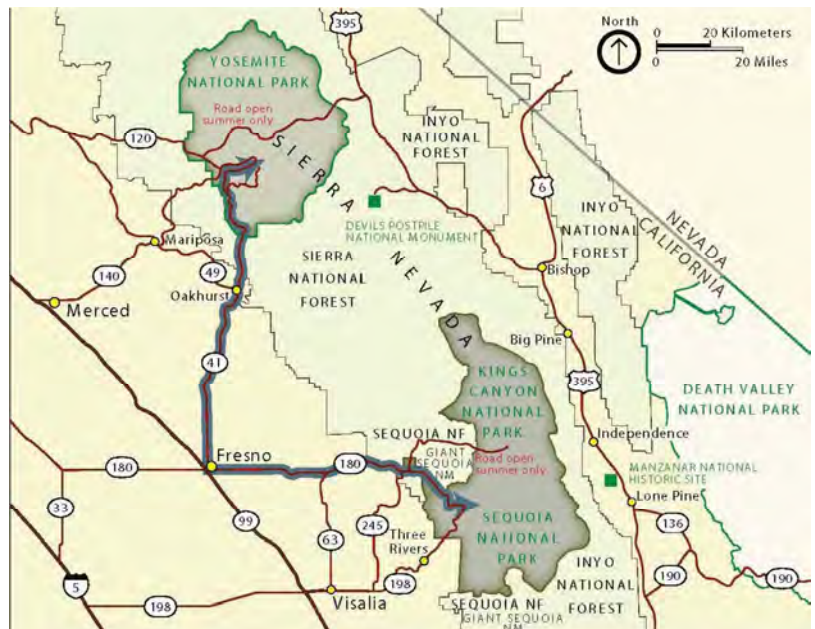 395
North
20 Kilometers
0
0
20 Miles
YOSEMITE
NATIONAL PARK
Road open
summer only
INYO
NATIONAL
FOREST
120
SIERRA NEVADA
6
DEVILS POSTPILE
NATIONAL MONUMENT
INYO
NATIONAL
FOREST
NEVADA
CALIFORNIA
Mariposa
SIERRA
NATIONAL
FOREST
140
49
Oakhurst
Bishop
Merced
41
Big Pine
KINGS
CANYON
NATIONAL
PARK
395
DEATH VALLEY
NATIONAL PARK
SEQUOIA NF
GIANT
SEQUOIA
NM
Road open
summer only
Independence
Fresno
180
180
MANZANAR NATIONAL
HISTORIC SITE
Lone Pine
33
99
63
245
Three
Rivers
SEQUOIA
NATIONAL
PARK
136
5
198
Visalia
198
INYO
NATIONAL
FOREST
190
190
SEQUOIA NF
GIANT SEQUOIA
NM